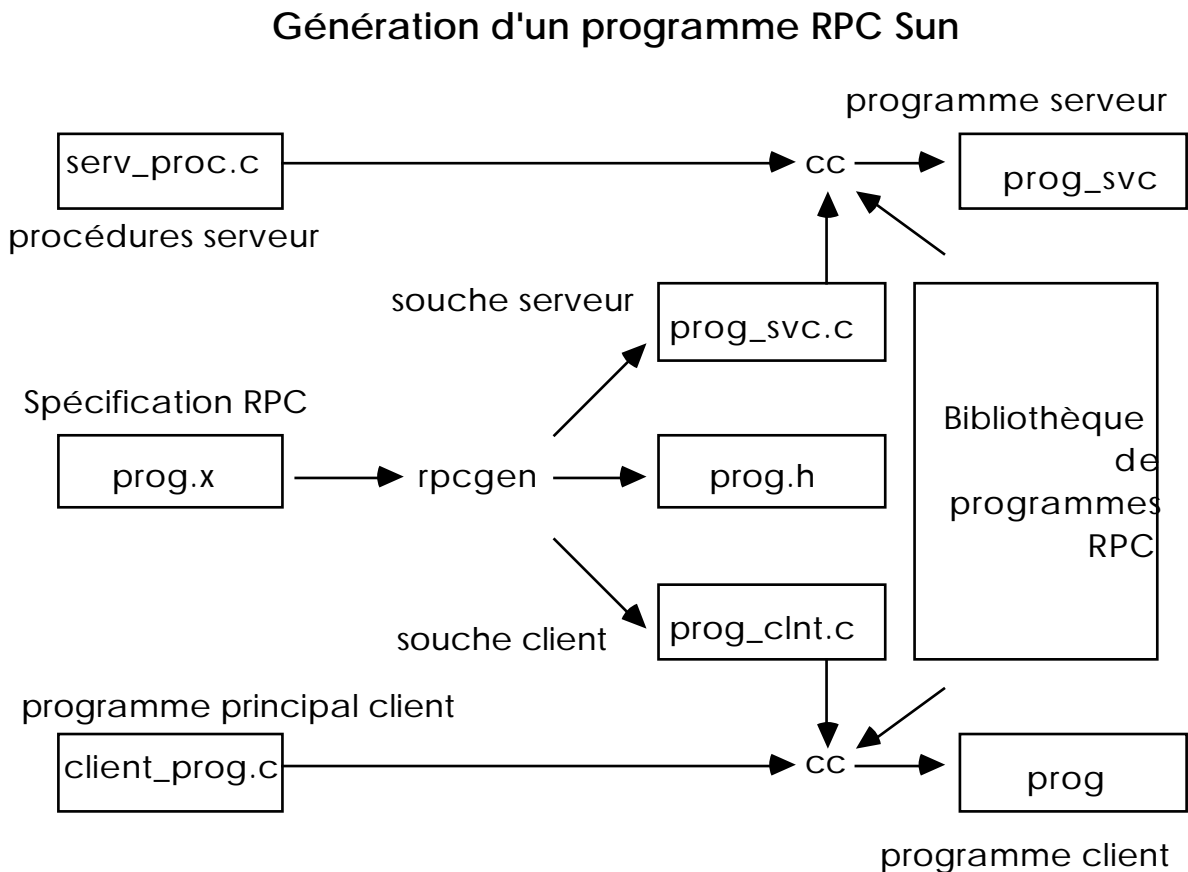 Génération d'un programme RPC Sun
programme serveur
serv_proc.c
cc
prog_svc
procédures serveur
souche serveur
prog_svc.c
Spécification RPC
prog.x
rpcgen
prog.h
Bibliothèque
de
programmes
RPC
souche client
prog_clnt.c
programme principal client
client_prog.c
cc
prog
programme client